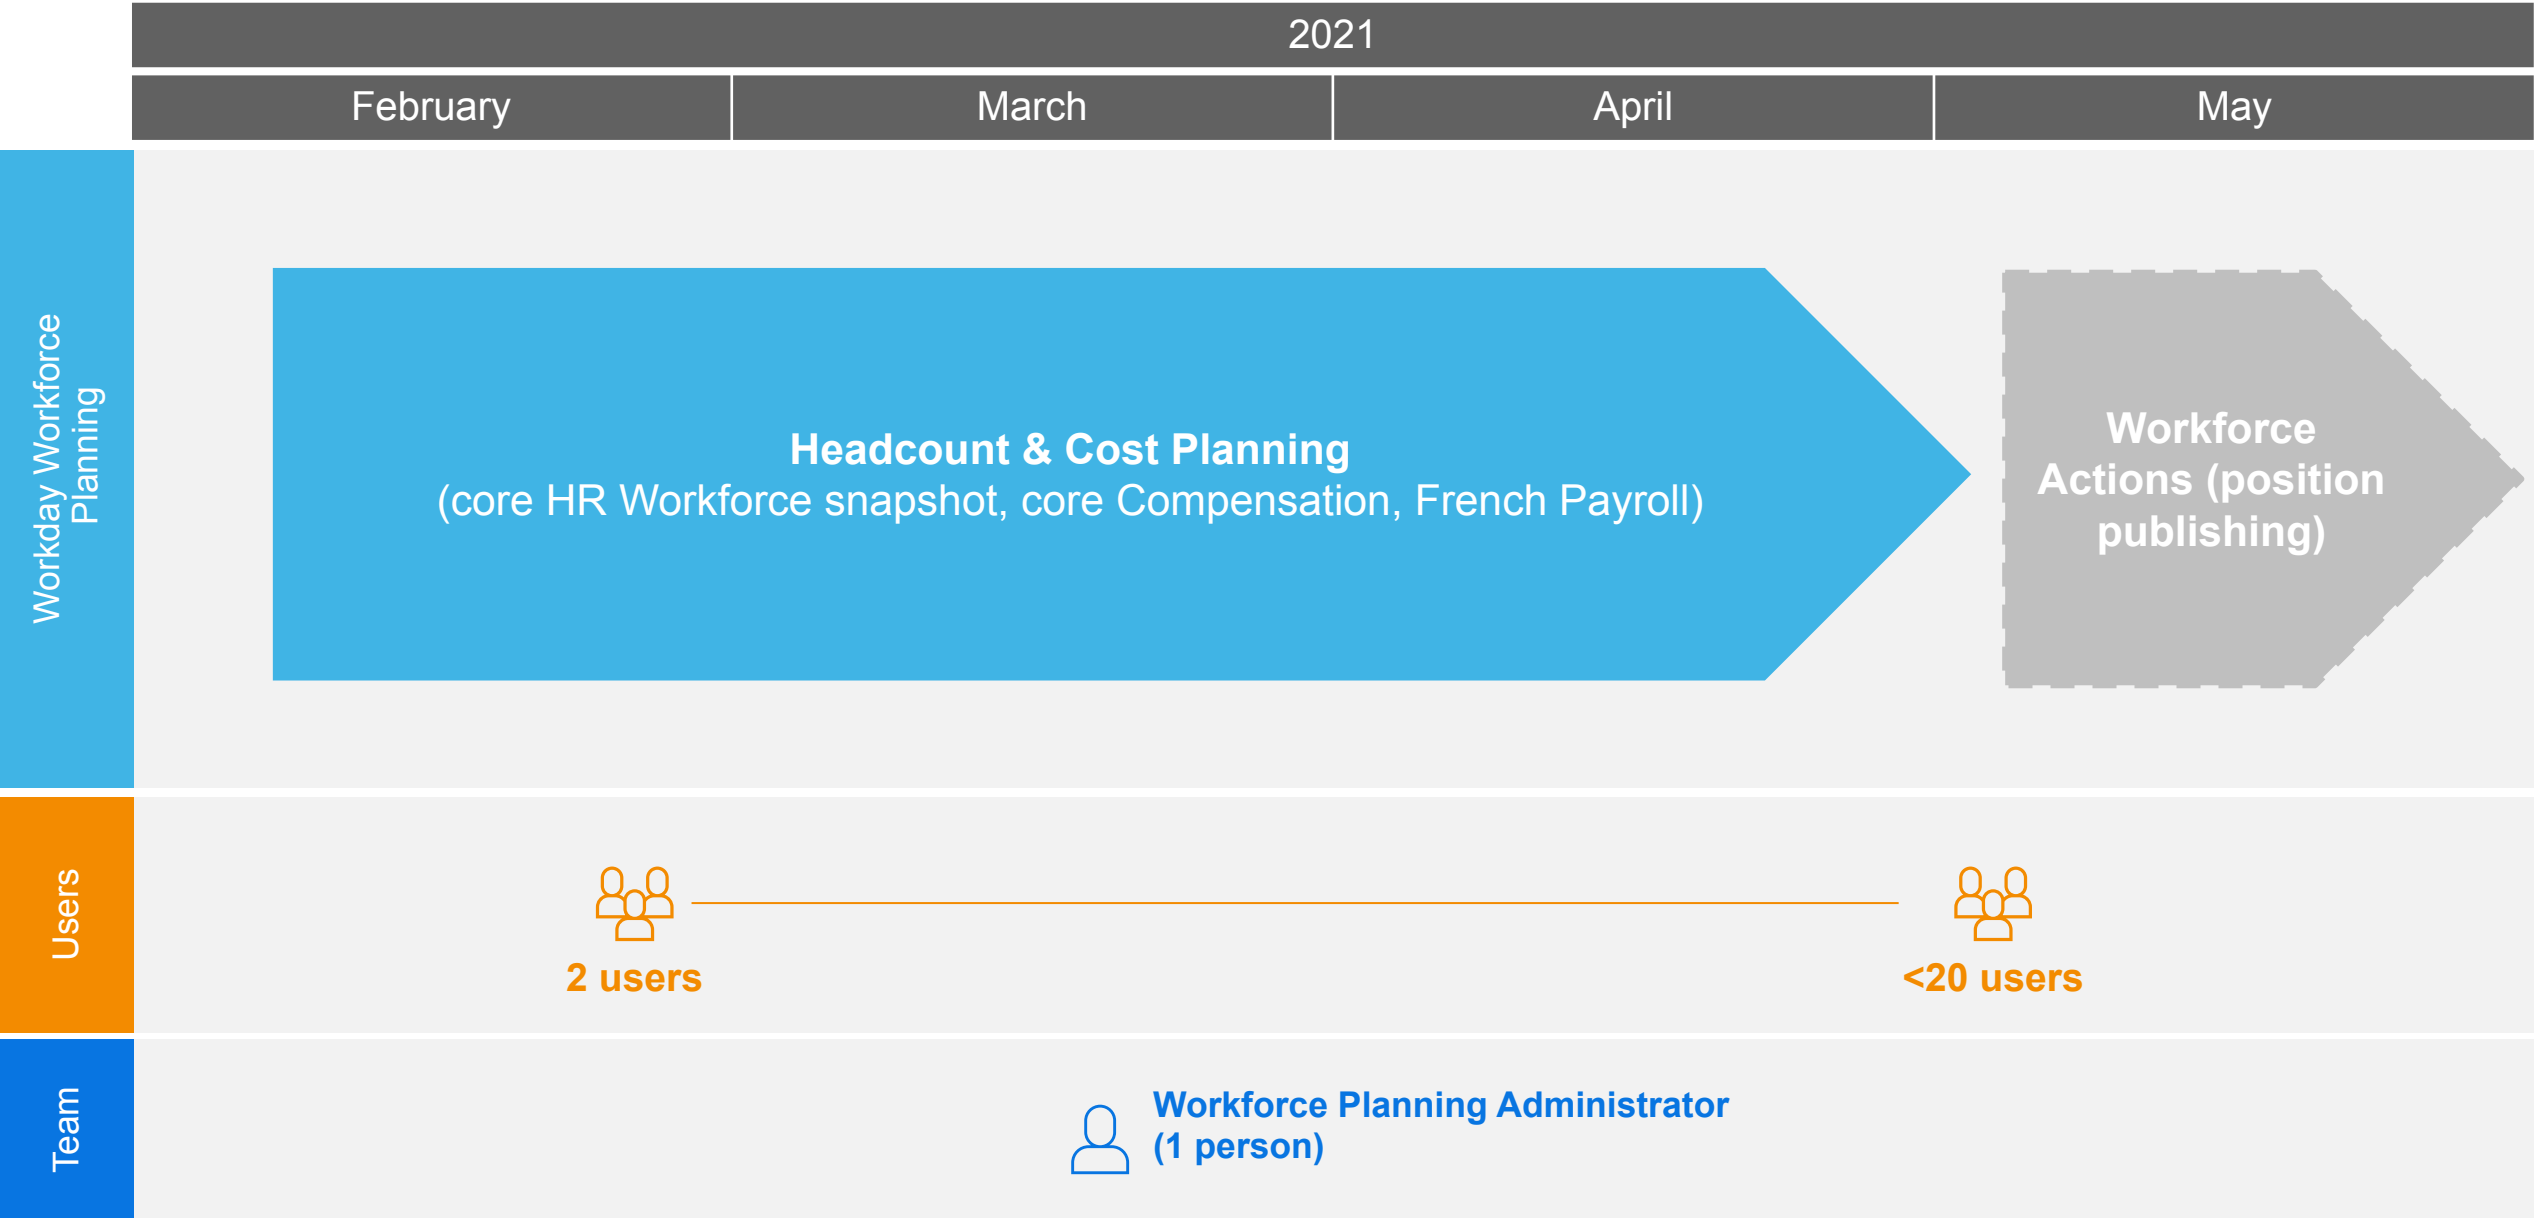 2021
February
March
April
May
Workday Workforce
Planning
Headcount & Cost Planning
(core HR Workforce snapshot, core Compensation, French Payroll)
Workforce
Actions (position
publishing)
Users
2 users
<20 users
Team
Workforce Planning Administrator
(1 person)